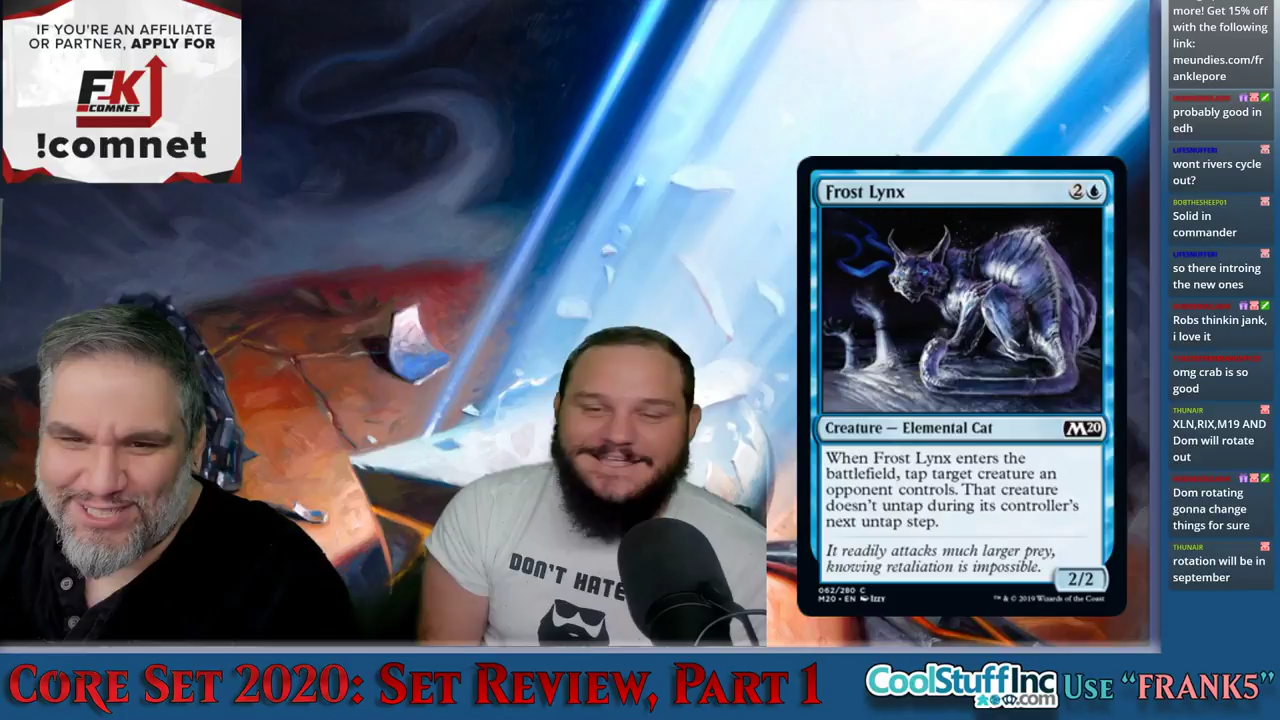 IF YOU'RE AN AFFILIATE
OR PARTNER, APPLY FOR
FK
COMNET
!comnet
DON'T HATE
Frost Lynx
2
Creature — Elemental Cat
M20
When Frost Lynx enters the
battlefield, tap target creature an
opponent controls. That creature
doesn't untap during its controller's
next untap step.
It readily attacks much larger prey,
knowing retaliation is impossible.
2/2
062/280 C
M20 • EN Izzy
™ & © 2019 Wizards of the Coast
more! Get 15% off
with the following
link:
meundies.com/fr
anklepore
probably good in
edh
LIFESNUFFER!
wont rivers cycle
out?
BOBTHESHEEP01
Solid in
commander
LIFESNUFFER!
so there introing
the new ones
Robs thinkin jank,
i love it
omg crab is so
good
THUNAIR
XLN,RIX,M19 AND
Dom will rotate
out
Dom rotating
gonna change
things for sure
THUNAIR
rotation will be in
september
Core Set 2020: Set Review, Part 1
CoolStuffInc
.com
Use "FRANK5"